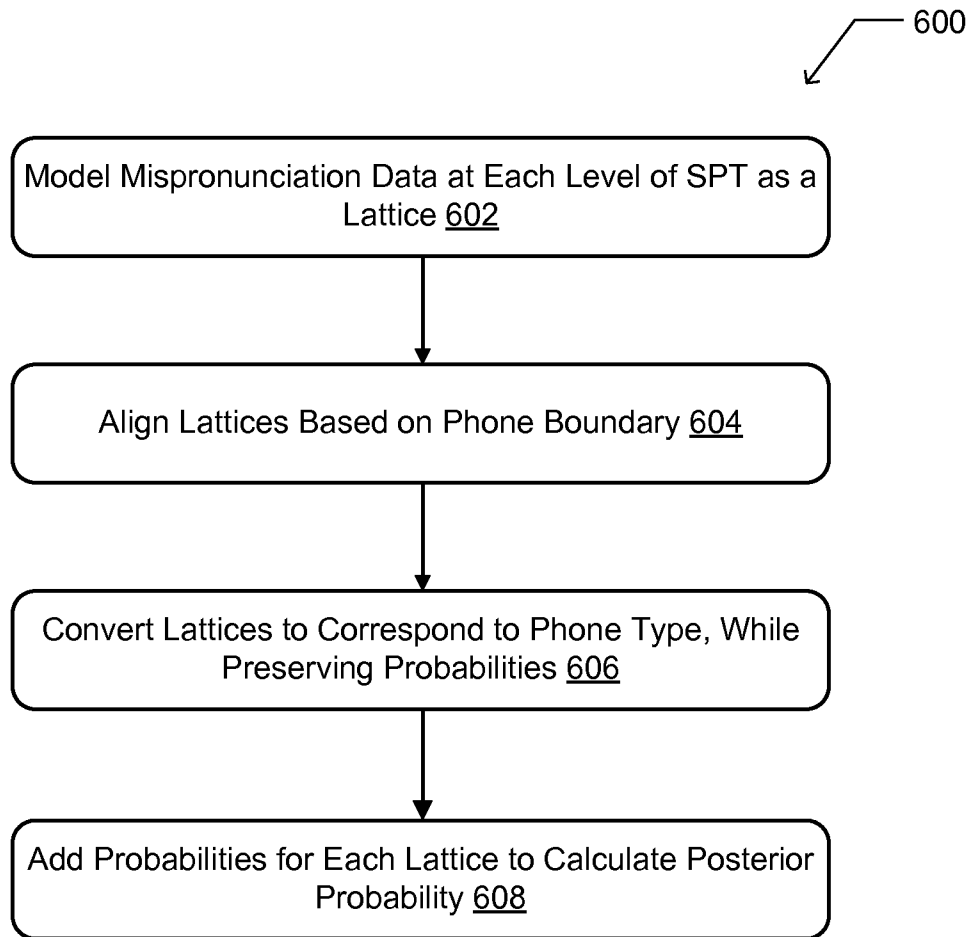 600
Model Mispronunciation Data at Each Level of SPT as a
Lattice 602
Align Lattices Based on Phone Boundary 604
Convert Lattices to Correspond to Phone Type, While
Preserving Probabilities 606
Add Probabilities for Each Lattice to Calculate Posterior
Probability 608